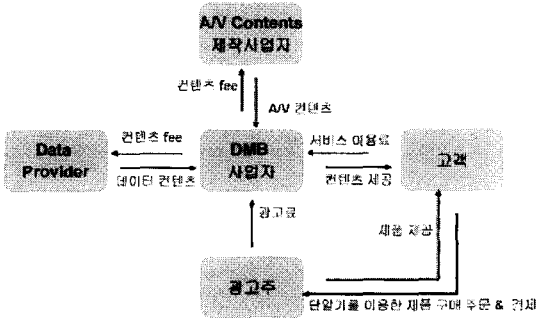 A/V Contents
제작사업자
컨텐츠 fee
A/V 컨텐츠
컨텐츠 fee
서비스 이용료
Data
Provider
DMB
사업자
고객
데이터 컨텐츠
컨텐츠 제공
광고료
제품 제공
광고주
단말기를 이용한 제품 구매 주문 & 결제